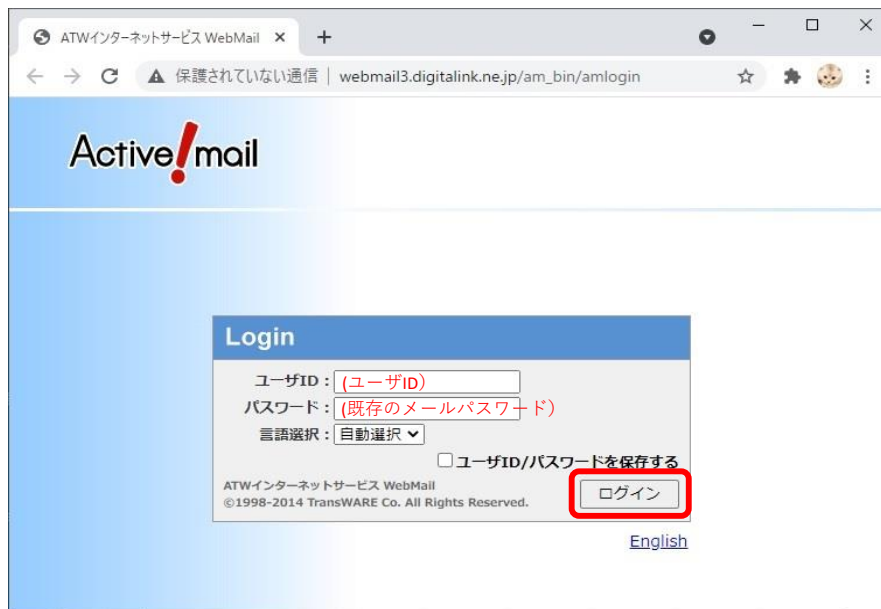 ATWインターネットサービス WebMail
保護されていない通信 | webmail3.digitalink.ne.jp/am_bin/amlogin
Active!mail
Login
ユーザID : (ユーザID)
パスワード : (既存のメールパスワード)
言語選択 : 自動選択
ユーザID/パスワードを保存する
ATWインターネットサービス WebMail
©1998-2014 TransWARE Co. All Rights Reserved.
ログイン
English